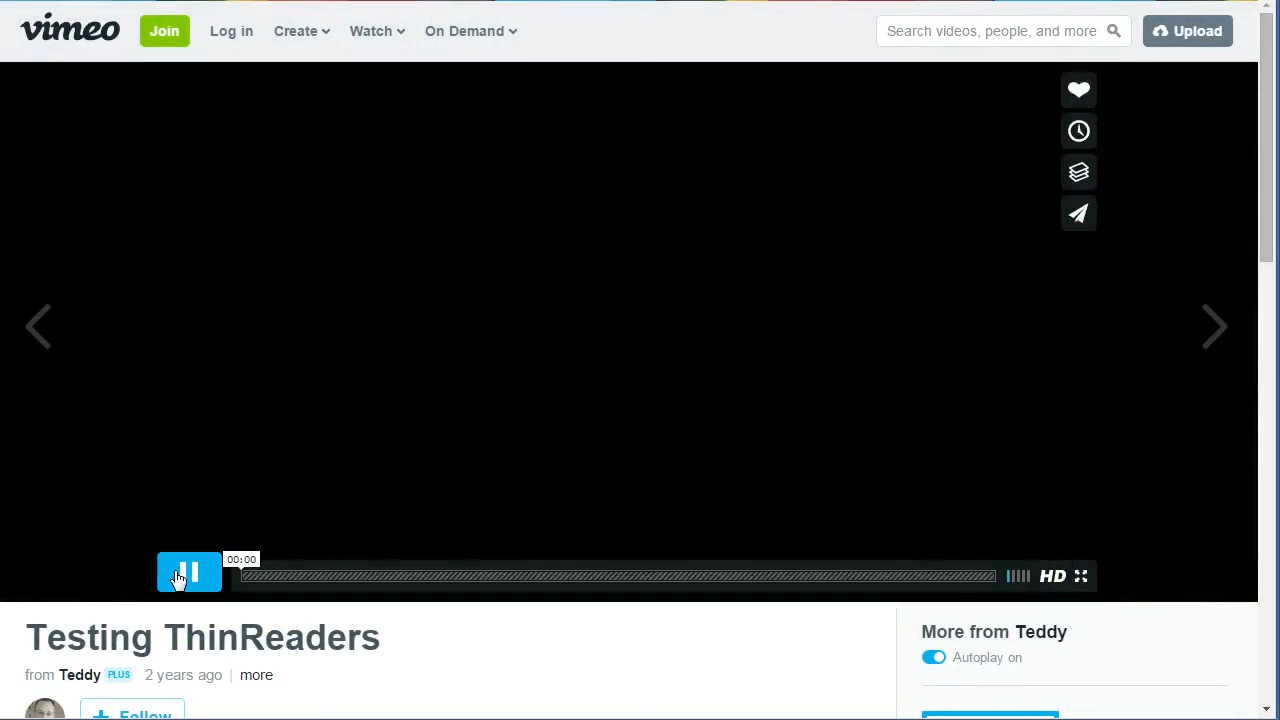 vimeo Join Log in Create Watch On Demand Search videos, people, and more Upload
00:00
HD
Testing ThinReaders
from Teddy PLUS 2 years ago | more
+ Follow
More from Teddy
Autoplay on